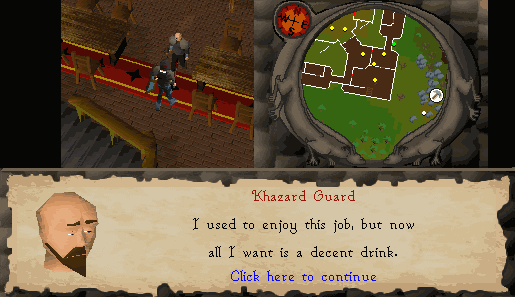 N
W E
S
Khazard Guard
I used to enjoy this job, but now
all I want is a decent drink.
Click here to continue